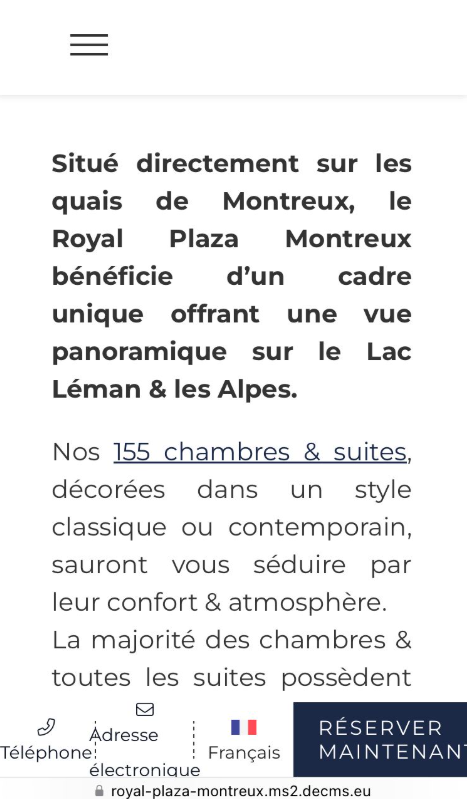 Situé directement sur les
quais de Montreux, le
Royal Plaza Montreux
bénéficie d’un cadre
unique offrant une vue
panoramique sur le Lac
Léman & les Alpes.
Nos 155 chambres & suites,
décorées dans un style
classique ou contemporain,
sauront vous séduire par
leur confort & atmosphère.
La majorité des chambres &
toutes les suites possèdent
Téléphone
Adresse
électronique
Français
RÉSERVER
MAINTENANT
royal-plaza-montreux.ms2.decms.eu